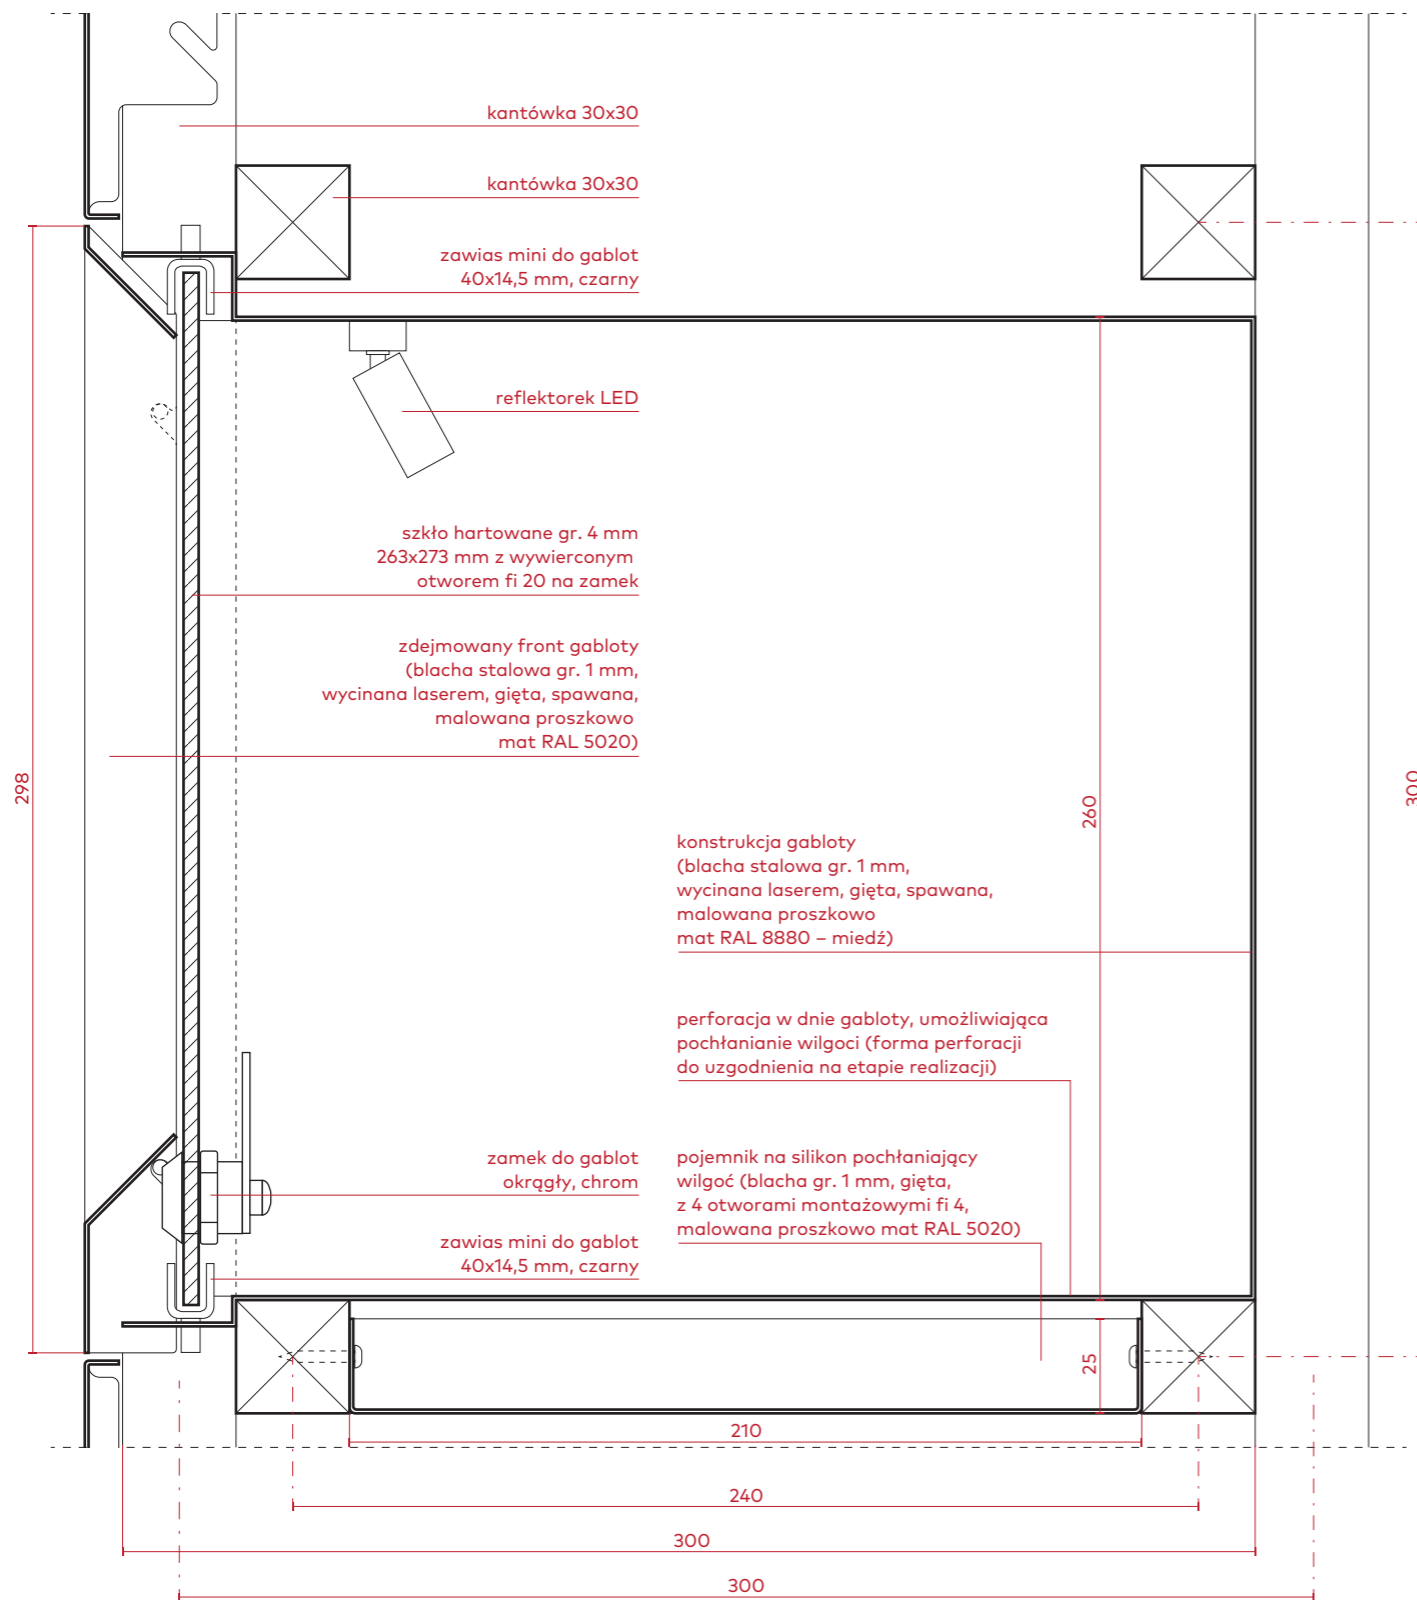 kantówka 30x30
kantówka 30x30
zawias mini do gablot
40x14,5 mm, czarny
reflektorek LED
szkło hartowane gr. 4 mm
263x273 mm z wywierconym
otworem fi 20 na zamek
zdejmowany front gabloty
(blacha stalowa gr. 1 mm,
wycinana laserem, gięta, spawana,
malowana proszkowo
mat RAL 5020)
298
260
300
konstrukcja gabloty
(blacha stalowa gr. 1 mm,
wycinana laserem, gięta, spawana,
malowana proszkowo
mat RAL 8880 – miedź)
perforacja w dnie gabloty, umożliwiająca
pochłanianie wilgoci (forma perforacji
do uzgodnienia na etapie realizacji)
zamek do gablot
okrągły, chrom
pojemnik na silikon pochłaniający
wilgoć (blacha gr. 1 mm, gięta,
z 4 otworami montażowymi fi 4,
malowana proszkowo mat RAL 5020)
zawias mini do gablot
40x14,5 mm, czarny
25
210
240
300
300